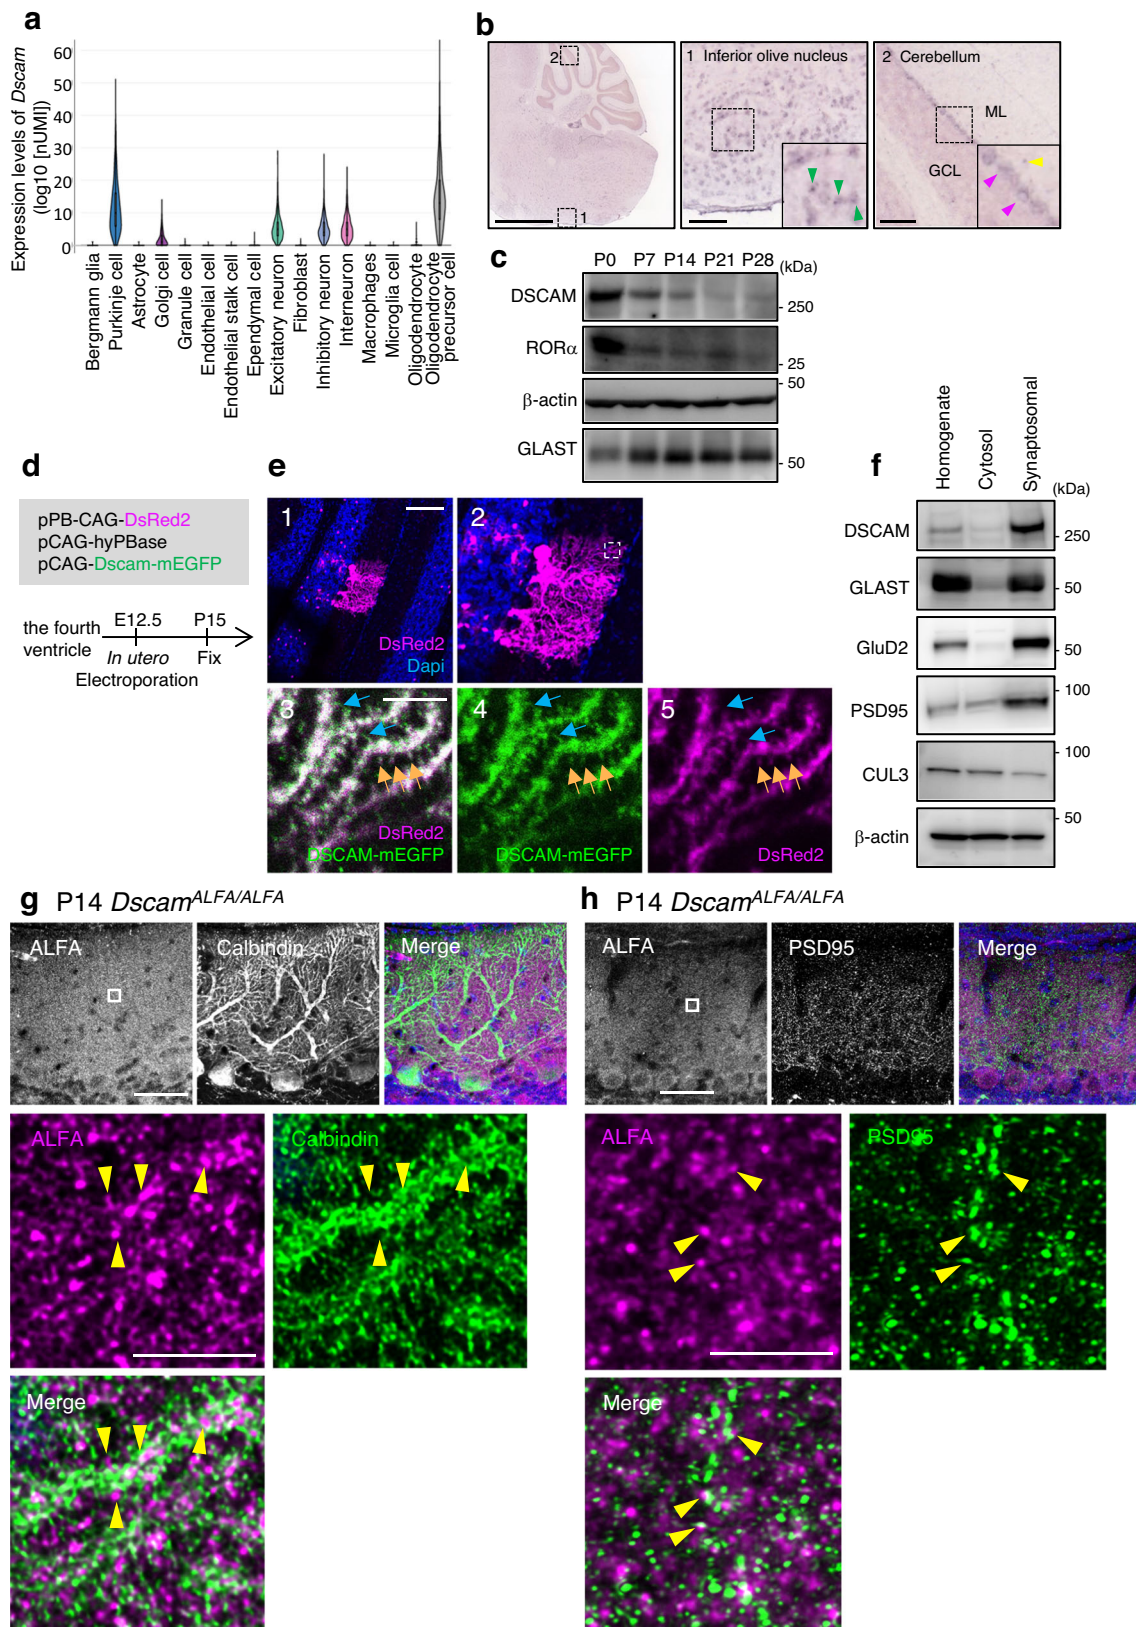 a
Expression levels of Dscam
(log10 [nUMI])
60
50
40
30
20
10
0
Bergmann glia
Purkinje cell
Astrocyte
Golgi cell
Granule cell
Endothelial cell
Endothelial stalk cell
Ependymal cell
Excitatory neuron
Fibroblast
Inhibitory neuron
Interneuron
Macrophages
Microglia cell
Oligodendrocyte
Oligodendrocyte
precursor cell
b
2
1
1 Inferior olive nucleus
2 Cerebellum
ML
GCL
c
P0 P7 P14 P21 P28 (kDa)
DSCAM
- 250
RORα
- 25
- 50
β-actin
GLAST
- 50
d
pPB-CAG-DsRed2
pCAG-hyPBase
pCAG-Dscam-mEGFP
the fourth
ventricle
E12.5 P15
In utero Fix
Electroporation
e
1
DsRed2
Dapi
2
3
DsRed2
DSCAM-mEGFP
4
DSCAM-mEGFP
5
DsRed2
f
Homogenate
Cytosol
Synaptosomal
(kDa)
DSCAM
- 250
GLAST
- 50
GluD2
- 50
- 100
PSD95
- 100
CUL3
- 50
β-actin
g P14 Dscam^ALFA/ALFA
ALFA
Calbindin
Merge
ALFA
Calbindin
Merge
h P14 Dscam^ALFA/ALFA
ALFA
PSD95
Merge
ALFA
PSD95
Merge